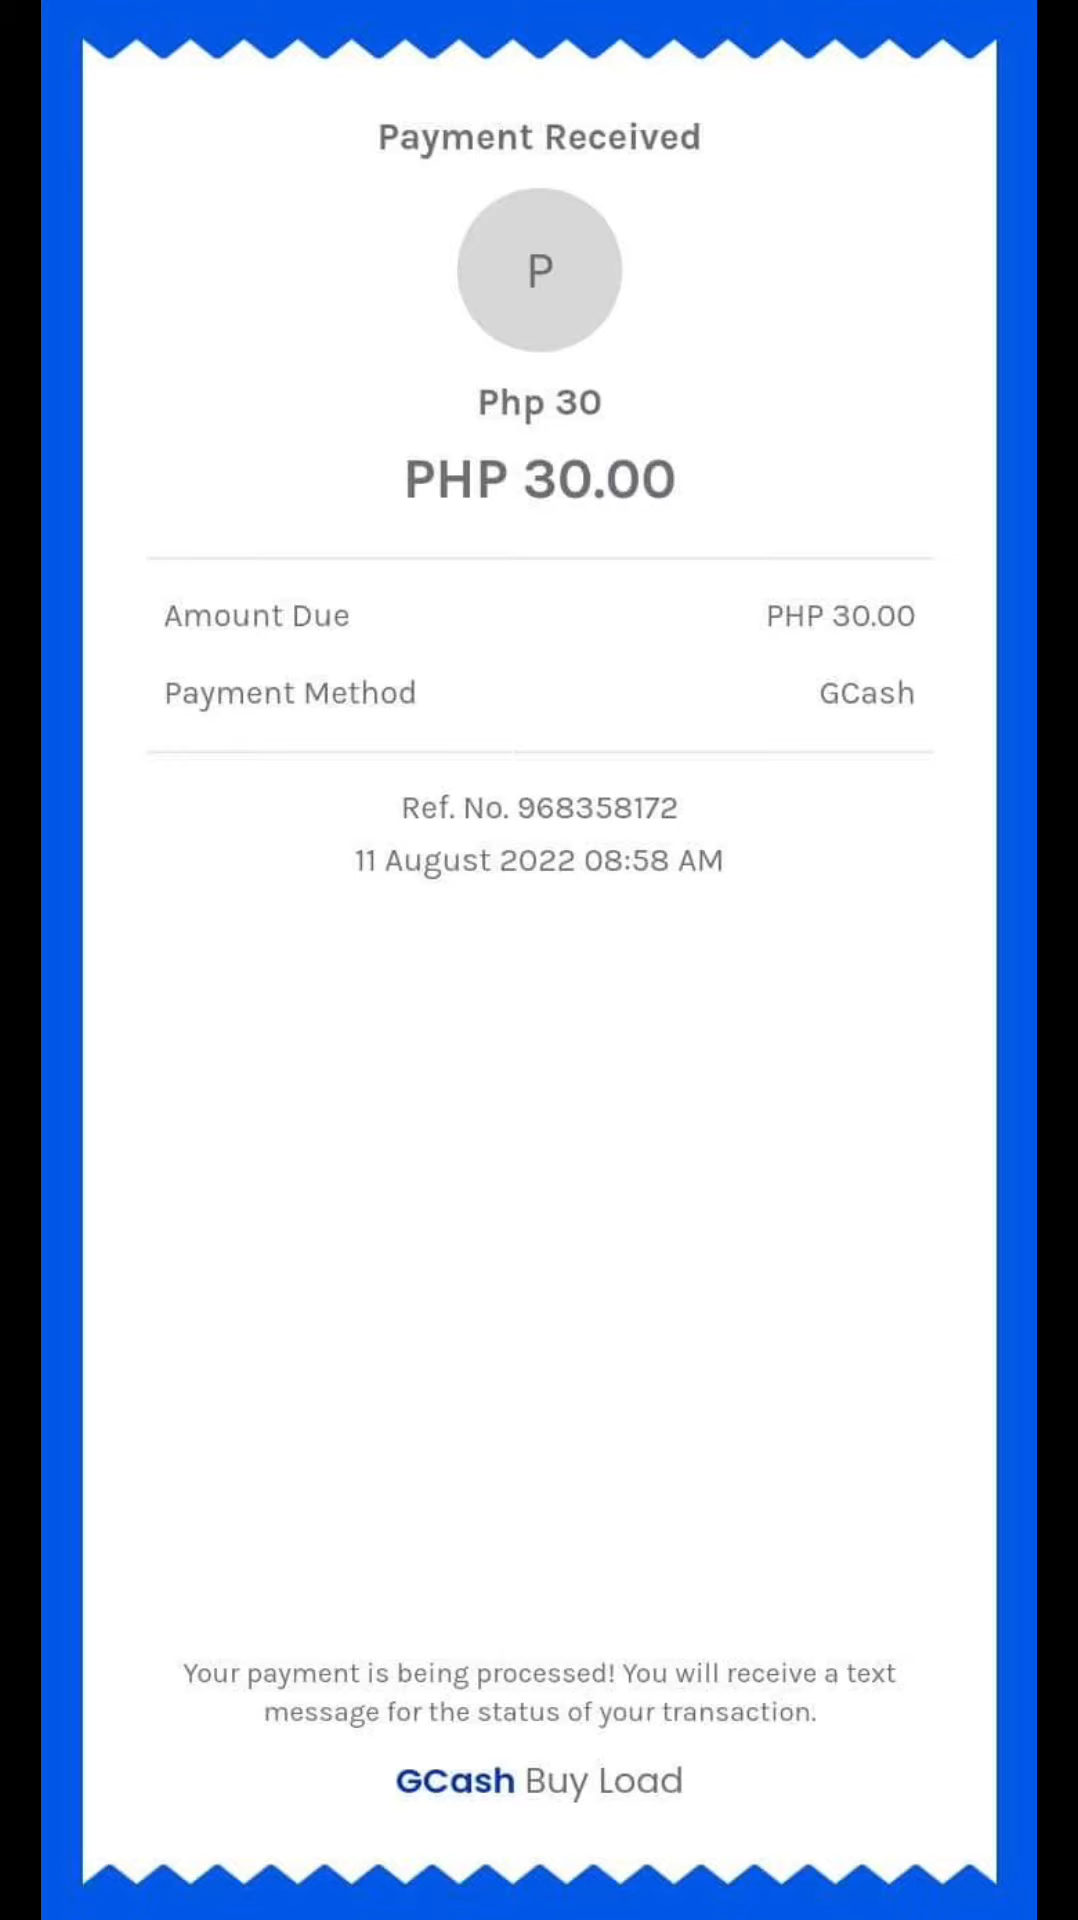 Payment Received
P
Php 30
PHP 30.00
Amount Due PHP 30.00
Payment Method GCash
Ref. No. 968358172
11 August 2022 08:58 AM
Your payment is being processed! You will receive a text
message for the status of your transaction.
GCash Buy Load